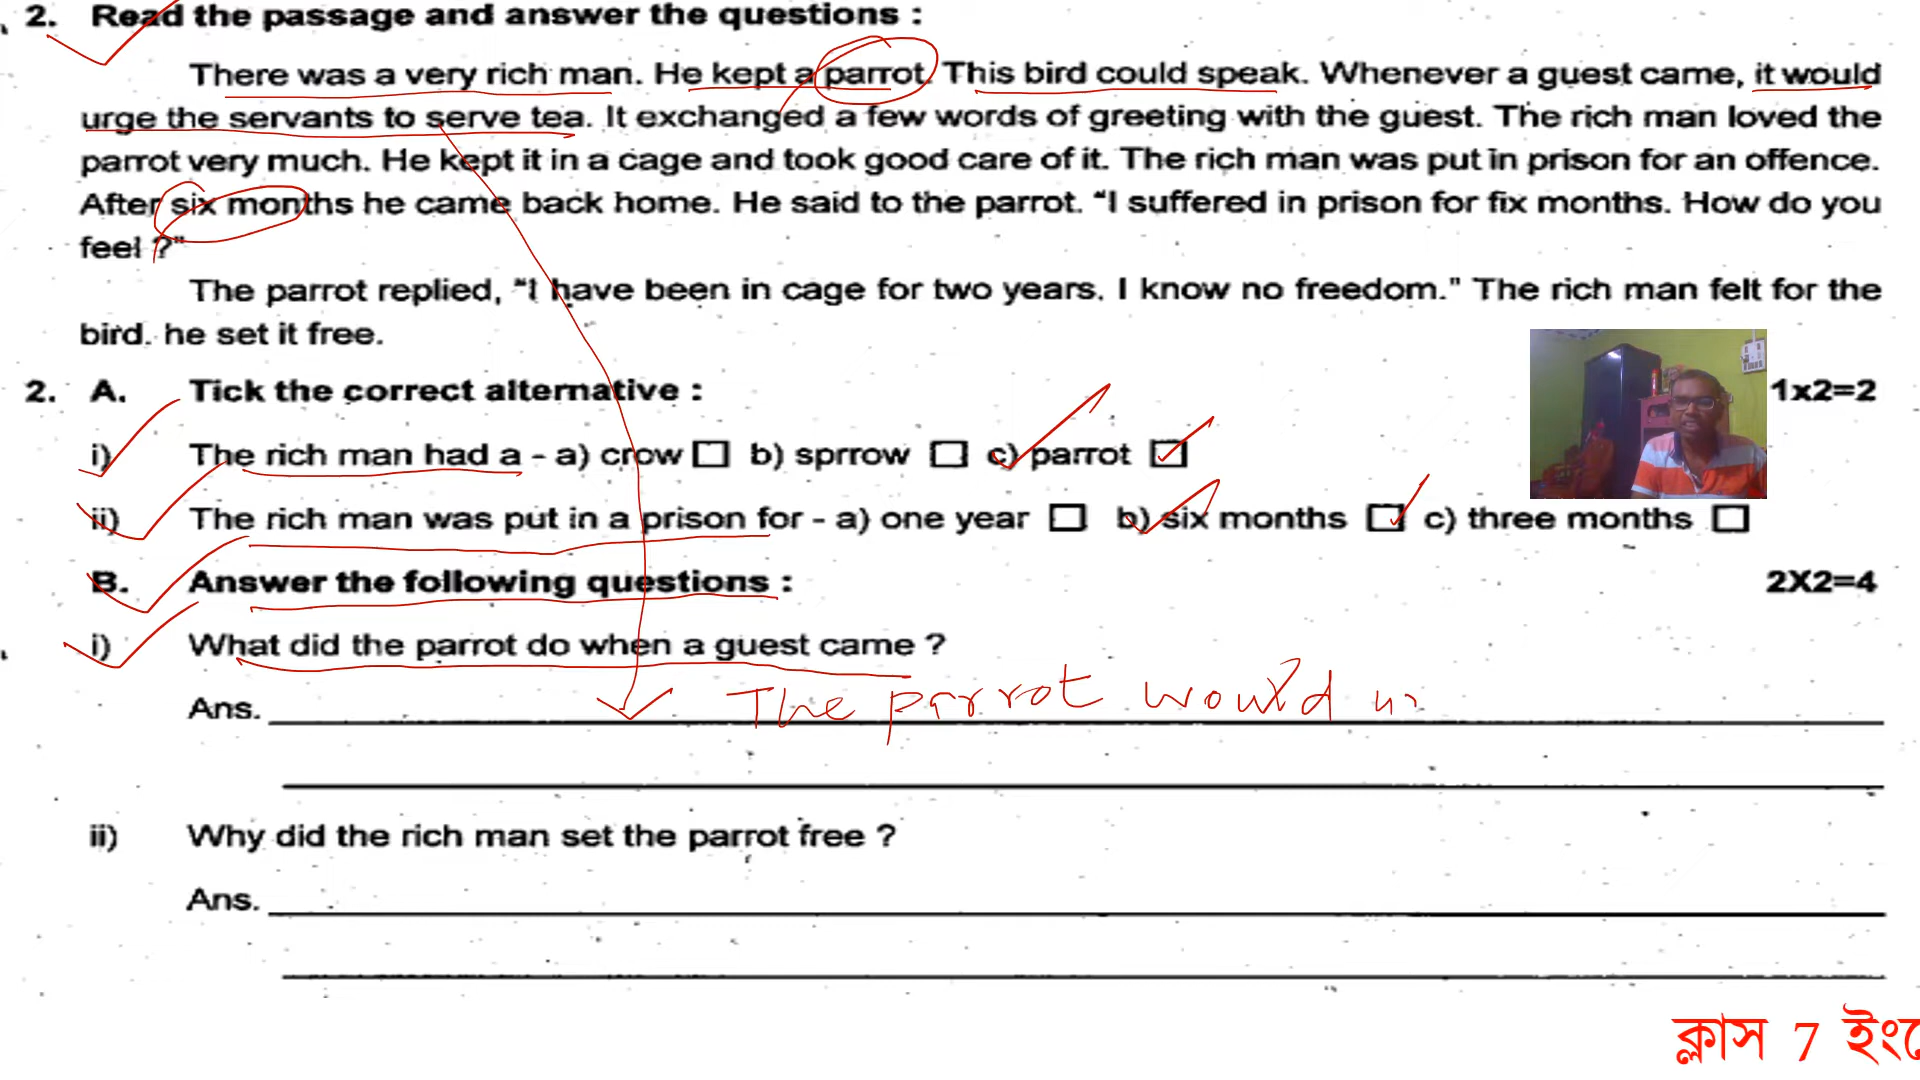 2. Read the passage and answer the questions :
There was a very rich man. He kept a parrot. This bird could speak. Whenever a guest came, it would
urge the servants to serve tea. It exchanged a few words of greeting with the guest. The rich man loved the
parrot very much. He kept it in a cage and took good care of it. The rich man was put in prison for an offence.
After six months he came back home. He said to the parrot. “I suffered in prison for fix months. How do you
feel ?”
The parrot replied, “I have been in cage for two years. I know no freedom.” The rich man felt for the
bird. he set it free.
2. A. Tick the correct alternative : 1x2=2
i) The rich man had a - a) crow b) sprrow c) parrot
ii) The rich man was put in a prison for - a) one year b) six months c) three months
B. Answer the following questions : 2X2=4
i) What did the parrot do when a guest came ?
Ans. The parrot would
ii) Why did the rich man set the parrot free ?
Ans.
ক্লাস 7